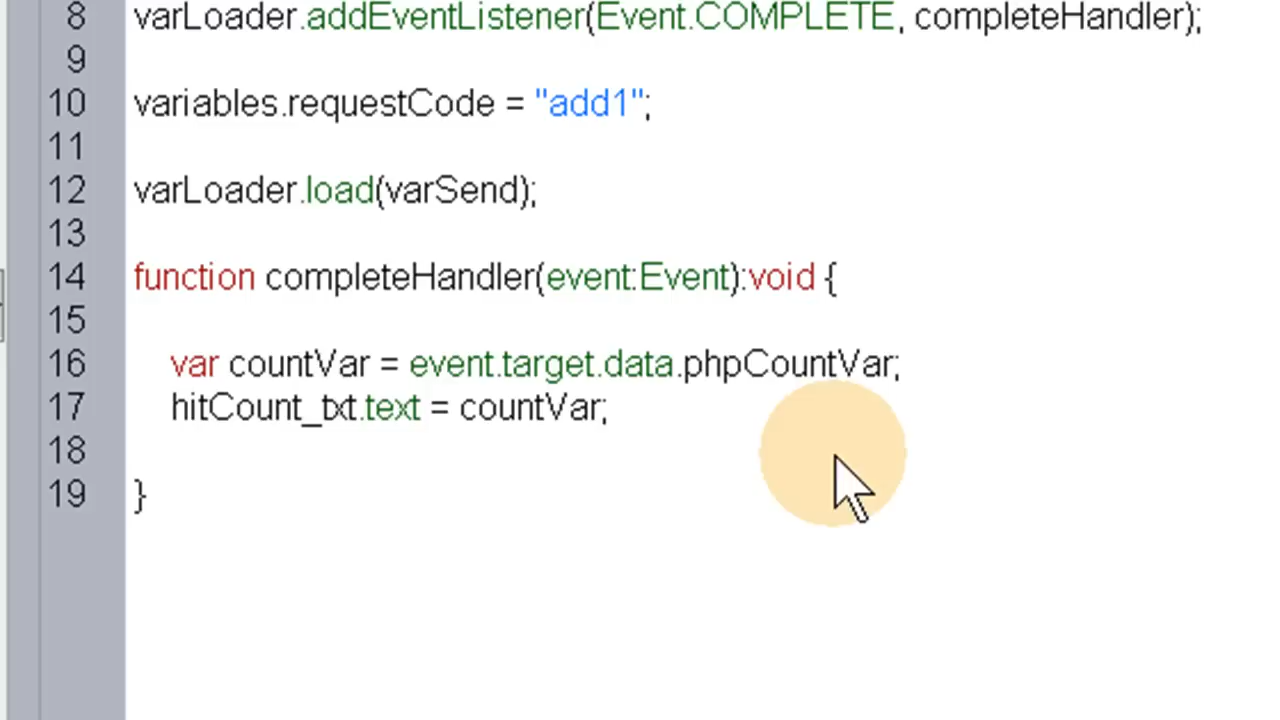 8 varLoader.addEventListener(Event.COMPLETE, completeHandler);
9
10 variables.requestCode = "add1";
11
12 varLoader.load(varSend);
13
14 function completeHandler(event:Event):void {
15
16 var countVar = event.target.data.phpCountVar;
17 hitCount_txt.text = countVar;
18
19 }